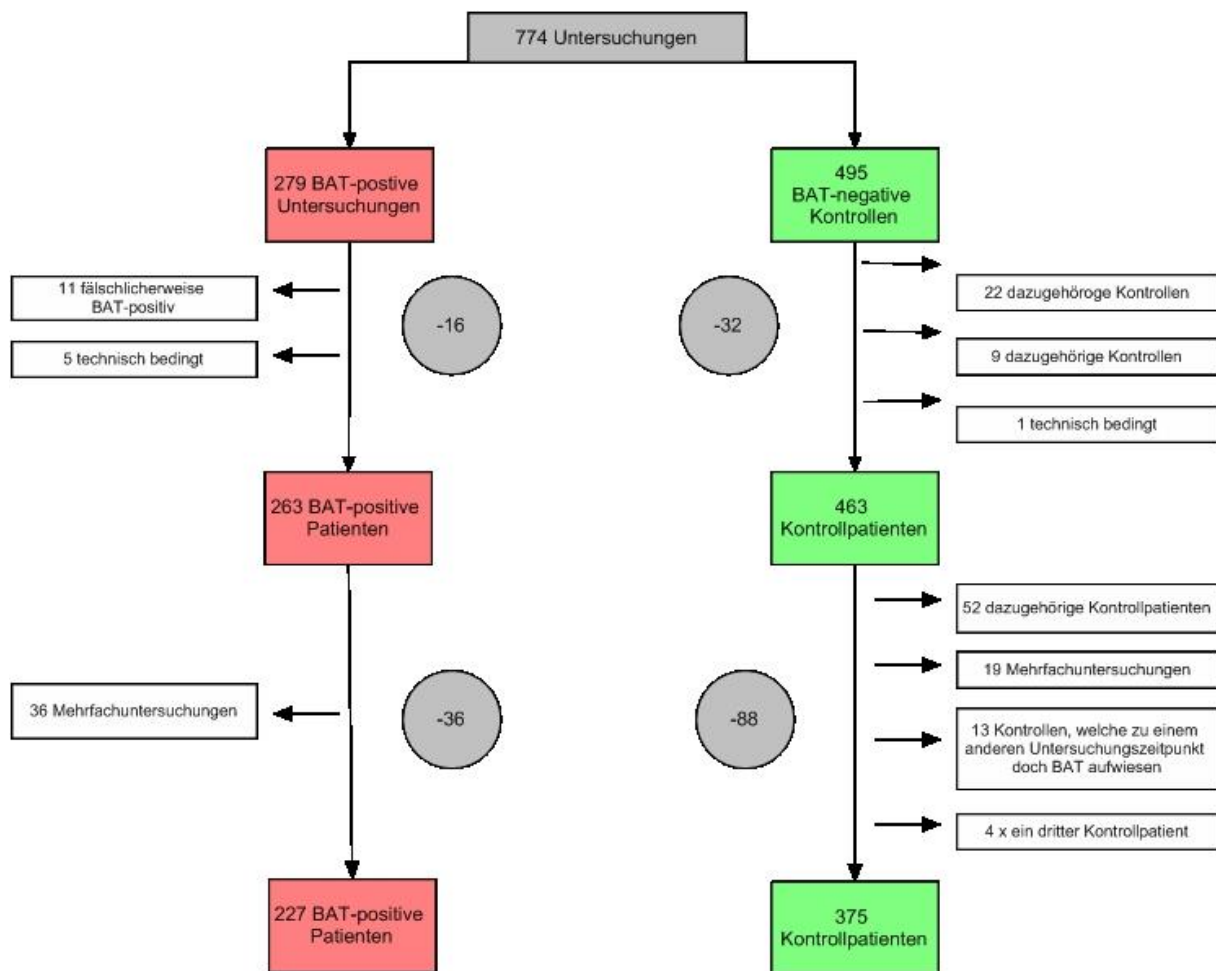 774 Untersuchungen
279 BAT-postive
Untersuchungen
495
BAT-negative
Kontrollen
11 fälschlicherweise
BAT-positiv
5 technisch bedingt
-16
-32
22 dazugehöroge Kontrollen
9 dazugehörige Kontrollen
1 technisch bedingt
263 BAT-positive
Patienten
463
Kontrollpatienten
36 Mehrfachuntersuchungen
-36
-88
52 dazugehörige Kontrollpatienten
19 Mehrfachuntersuchungen
13 Kontrollen, welche zu einem
anderen Untersuchungszeitpunkt
doch BAT aufwiesen
4 x ein dritter Kontrollpatient
227 BAT-positive
Patienten
375
Kontrollpatienten